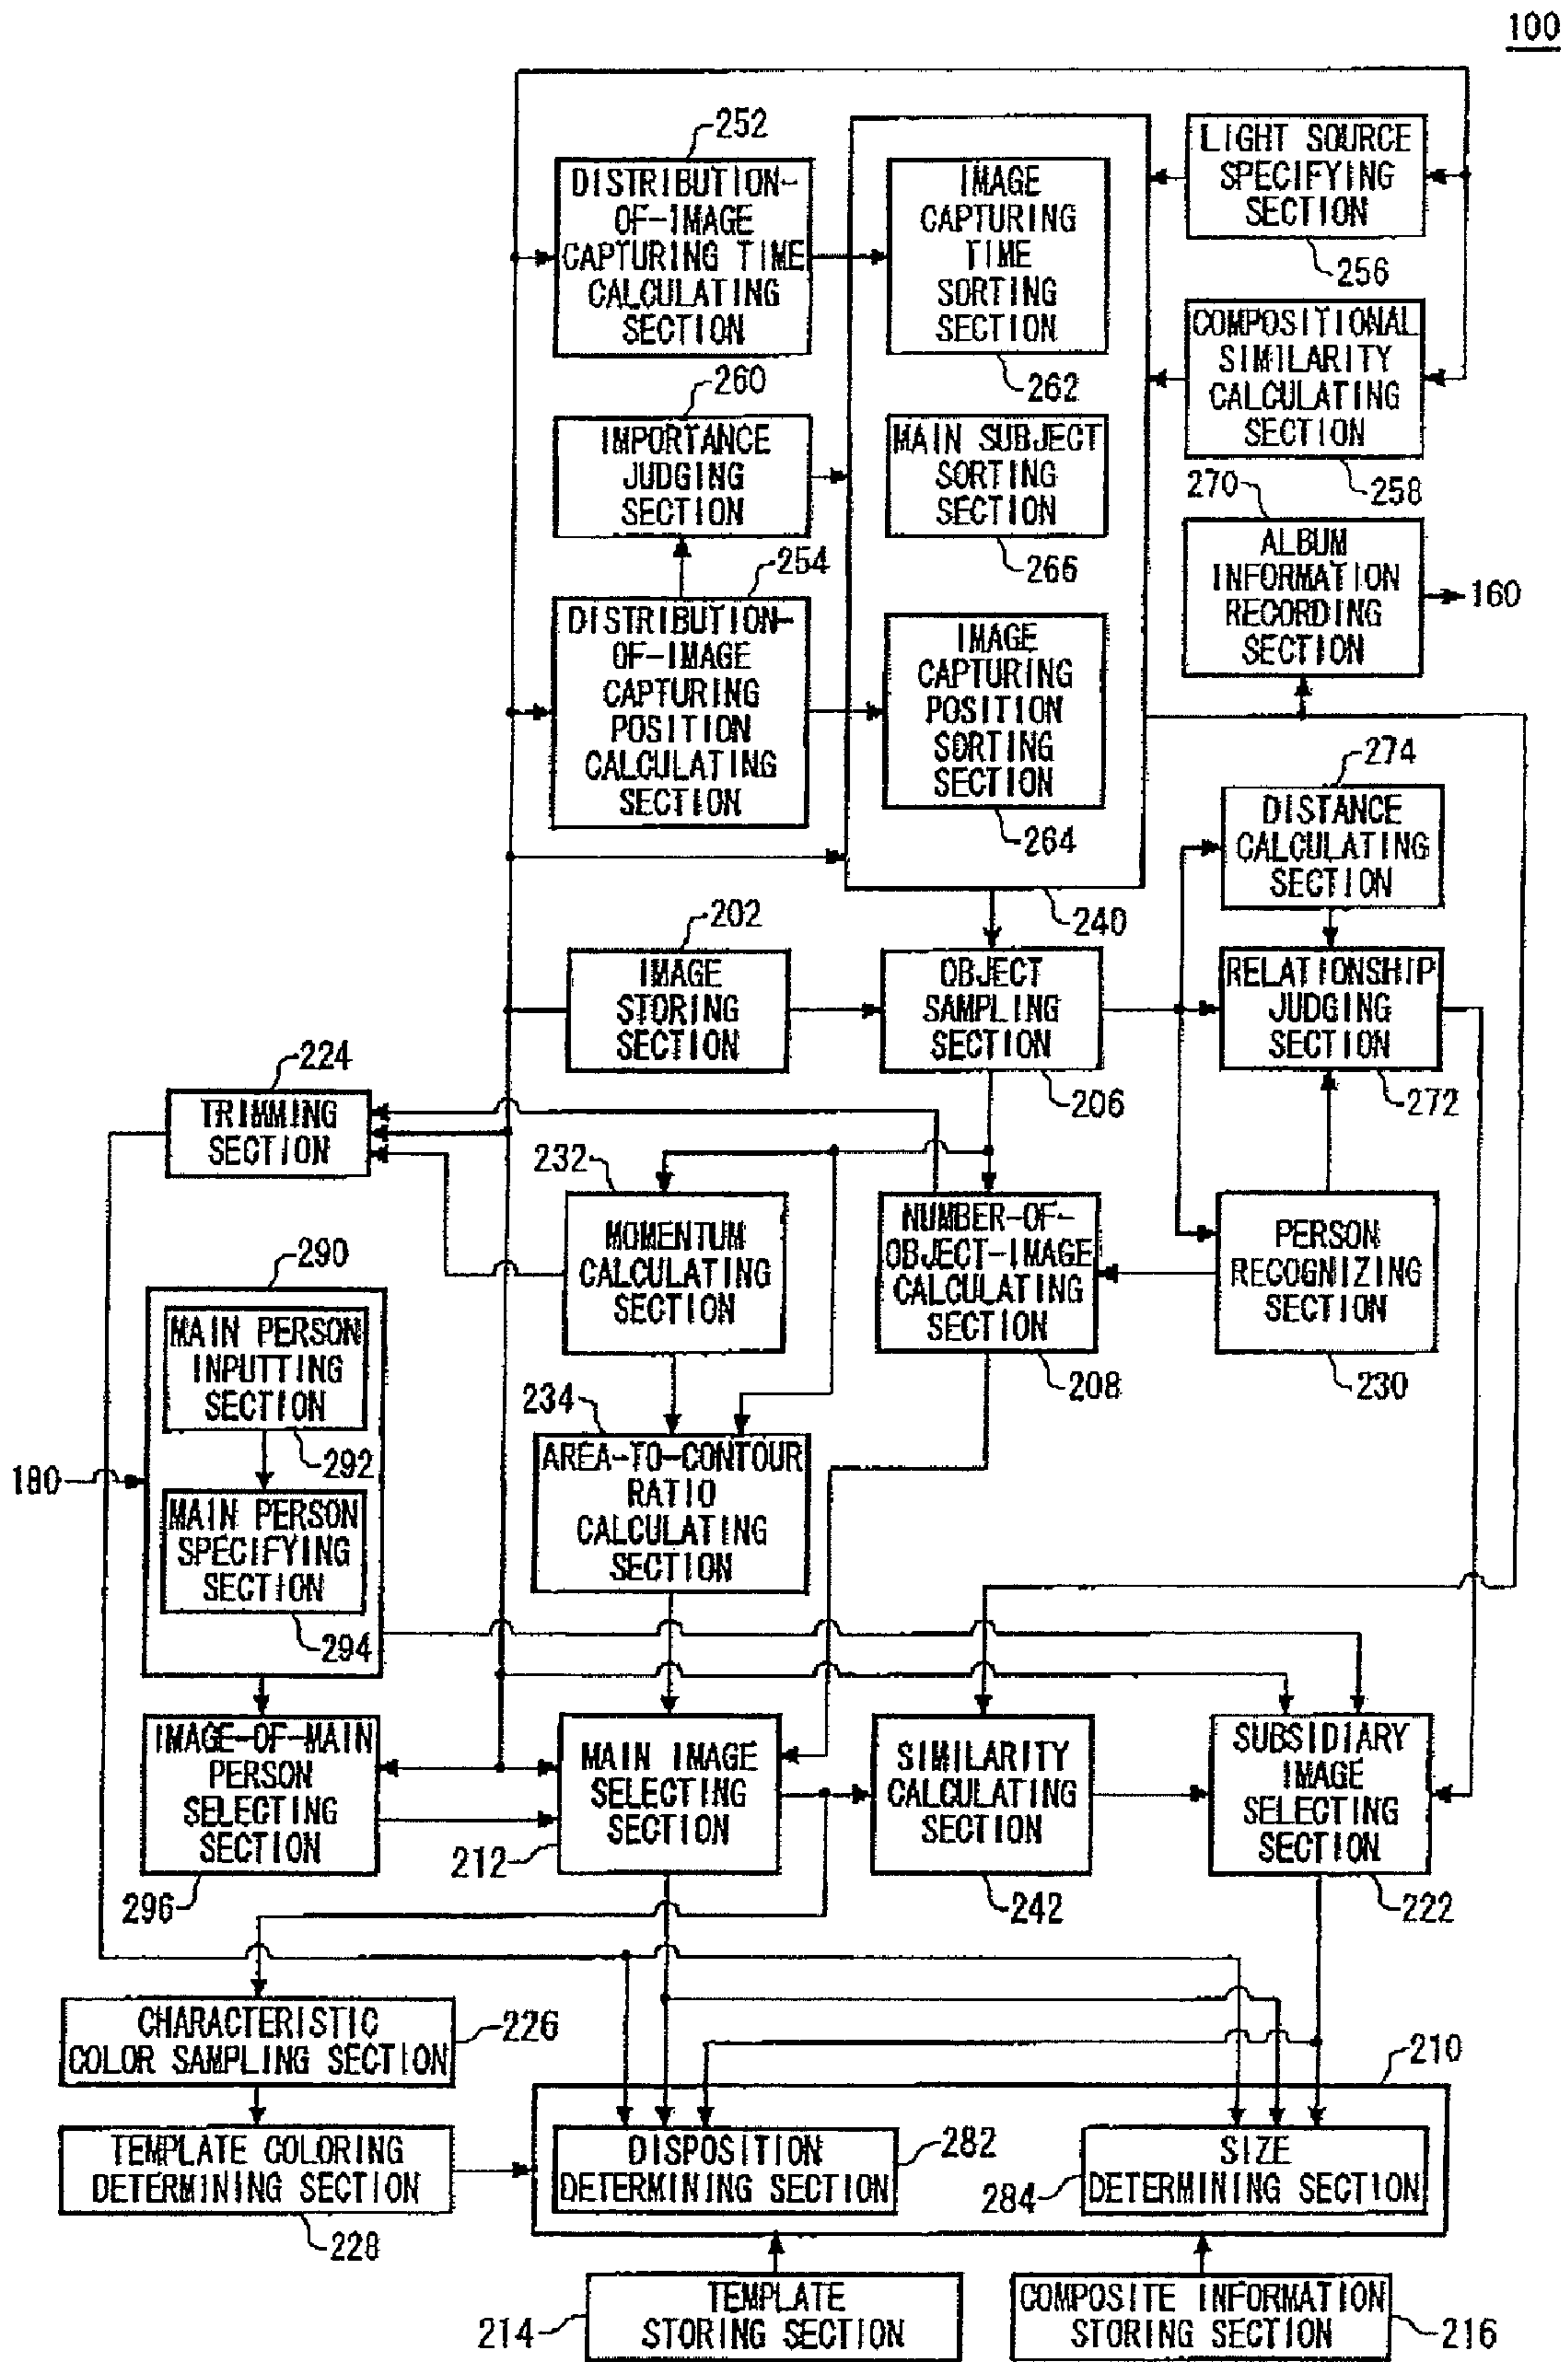 100
252
DISTRIBUTION-
OF-IMAGE
CAPTURING TIME
CALCULATING
SECTION
IMAGE
CAPTURING
TIME
SORTING
SECTION
262
LIGHT SOURCE
SPECIFYING
SECTION
256
COMPOSITIONAL
SIMILARITY
CALCULATING
SECTION
258
260
IMPORTANCE
JUDGING
SECTION
MAIN SUBJECT
SORTING
SECTION
266
270
ALBUM
INFORMATION
RECORDING
SECTION
160
254
DISTRIBUTION-
OF-IMAGE
CAPTURING
POSITION
CALCULATING
SECTION
IMAGE
CAPTURING
POSITION
SORTING
SECTION
264
240
274
DISTANCE
CALCULATING
SECTION
202
IMAGE
STORING
SECTION
OBJECT
SAMPLING
SECTION
206
RELATIONSHIP
JUDGING
SECTION
272
224
TRIMMING
SECTION
232
MOMENTUM
CALCULATING
SECTION
NUMBER-OF-
OBJECT-IMAGE
CALCULATING
SECTION
208
PERSON
RECOGNIZING
SECTION
230
290
MAIN PERSON
INPUTTING
SECTION
292
180
MAIN PERSON
SPECIFYING
SECTION
294
234
AREA-TO-CONTOUR
RATIO
CALCULATING
SECTION
IMAGE-OF-MAIN
PERSON
SELECTING
SECTION
296
MAIN IMAGE
SELECTING
SECTION
212
SIMILARITY
CALCULATING
SECTION
242
SUBSIDIARY
IMAGE
SELECTING
SECTION
222
CHARACTERISTIC
COLOR SAMPLING SECTION
226
TEMPLATE COLORING
DETERMINING SECTION
228
210
DISPOSITION
DETERMINING SECTION
282
SIZE
DETERMINING SECTION
284
TEMPLATE
STORING SECTION
214
COMPOSITE INFORMATION
STORING SECTION
216